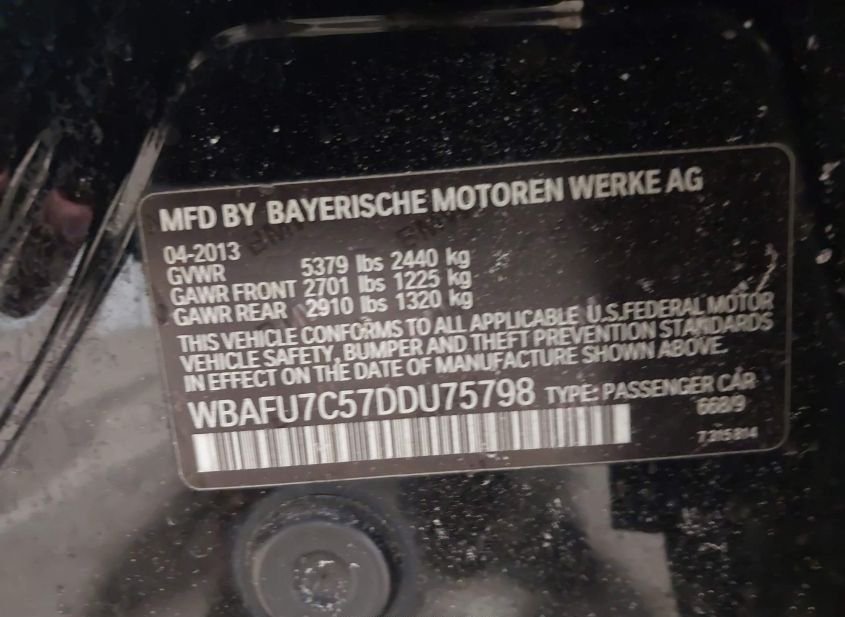 MFD BY BAYERISCHE MOTOREN WERKE AG
04-2013
GVWR 5379 lbs 2440 kg
GAWR FRONT 2701 lbs 1225 kg
GAWR REAR 2910 lbs 1320 kg
THIS VEHICLE CONFORMS TO ALL APPLICABLE U.S.FEDERAL MOTOR
VEHICLE SAFETY, BUMPER AND THEFT PREVENTION STANDARDS
IN EFFECT ON THE DATE OF MANUFACTURE SHOWN ABOVE.
WBAFU7C57DDU75798 TYPE: PASSENGER CAR
668/9
7 315 814